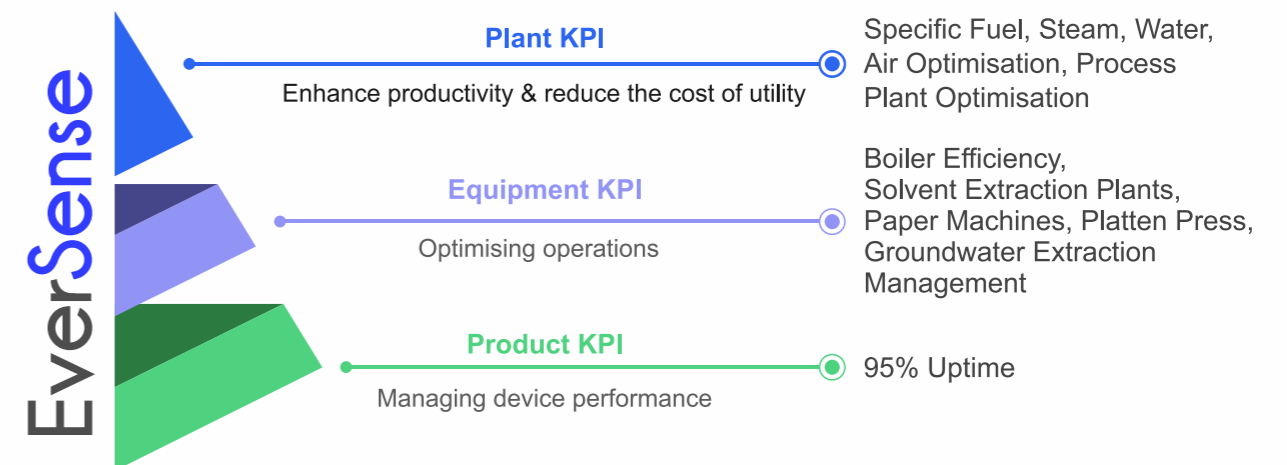 EverSense
Plant KPI
Enhance productivity & reduce the cost of utility
Specific Fuel, Steam, Water,
Air Optimisation, Process
Plant Optimisation
Equipment KPI
Optimising operations
Boiler Efficiency,
Solvent Extraction Plants,
Paper Machines, Platten Press,
Groundwater Extraction
Management
Product KPI
Managing device performance
95% Uptime